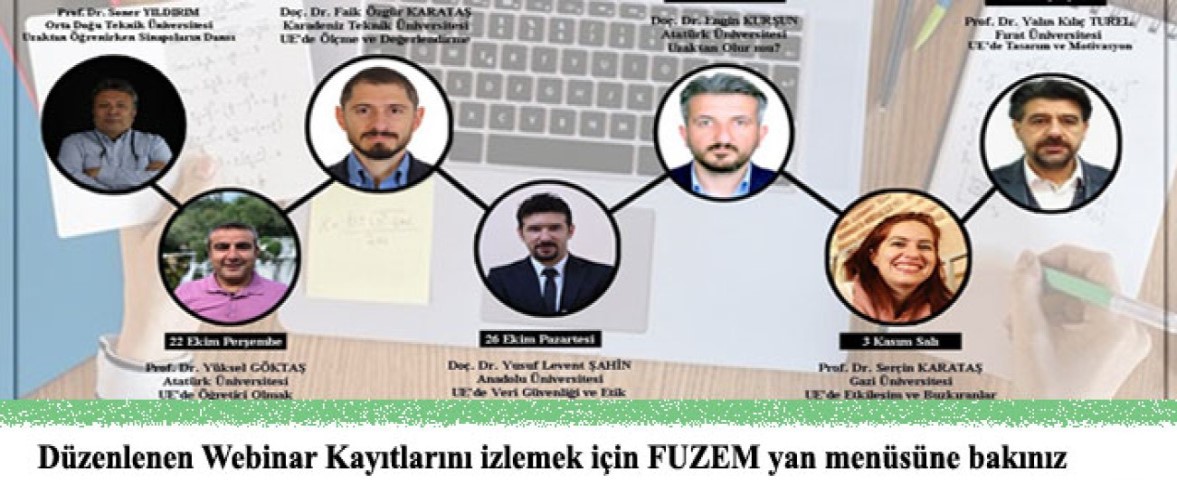 Prof. Dr. Soner YILDIRIM
Orta Doğu Teknik Üniversitesi
Uzaktan Öğrenirken Sinapsların Dansı
Doç. Dr. Faik Özgür KARATAŞ
Karadeniz Teknik Üniversitesi
UE'de Ölçme ve Değerlendirme
Doç. Dr. Engin KURŞUN
Atatürk Üniversitesi
Uzaktan Olur mu?
Prof. Dr. Yalın Kılıç TÜREL
Fırat Üniversitesi
UE'de Tasarım ve Motivasyon
22 Ekim Perşembe
Prof. Dr. Yüksel GÖKTAŞ
Atatürk Üniversitesi
UE'de Öğretici Olmak
26 Ekim Pazartesi
Doç. Dr. Yusuf Levent ŞAHİN
Anadolu Üniversitesi
UE'de Veri Güvenliği ve Etik
3 Kasım Salı
Prof. Dr. Serçin KARATAŞ
Gazi Üniversitesi
UE'de Etkileşim ve Buzkıranlar
Düzenlenen Webinar Kayıtlarını izlemek için FUZEM yan menüsüne bakınız